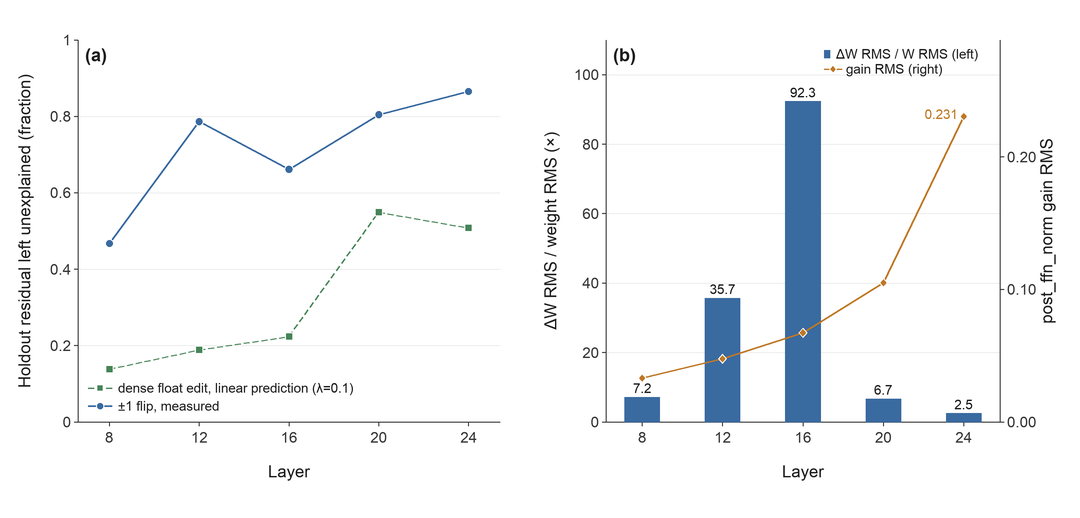 (a)
Holdout residual left unexplained (fraction)
1
0.8
0.6
0.4
0.2
0
dense float edit, linear prediction (λ=0.1)
±1 flip, measured
8 12 16 20 24
Layer
(b)
ΔW RMS / W RMS (left)
gain RMS (right)
ΔW RMS / weight RMS (×)
100
80
60
40
20
0
7.2
35.7
92.3
6.7
2.5
0.231
0.20
0.10
0.00
post_ffn_norm gain RMS
8 12 16 20 24
Layer